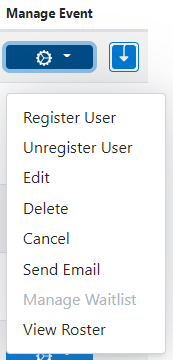 Manage Event
Register User
Unregister User
Edit
Delete
Cancel
Send Email
Manage Waitlist
View Roster